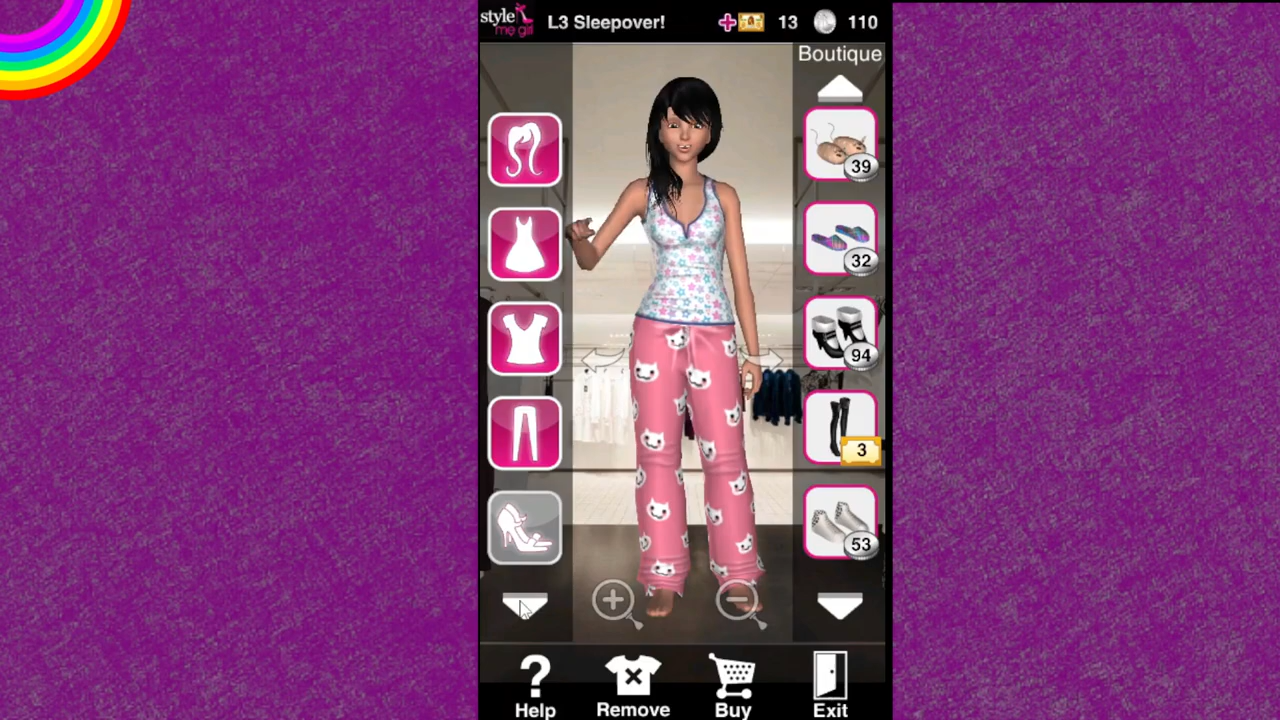 style me girl
L3 Sleepover!
13
110
Boutique
39
32
94
3
53
Help
Remove
Buy
Exit